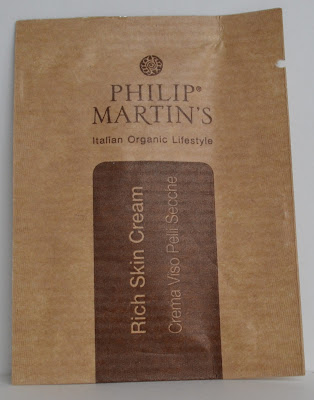 PHILIP®
MARTIN'S
Italian Organic Lifestyle
Rich Skin Cream
Crema Viso Pelli Secche